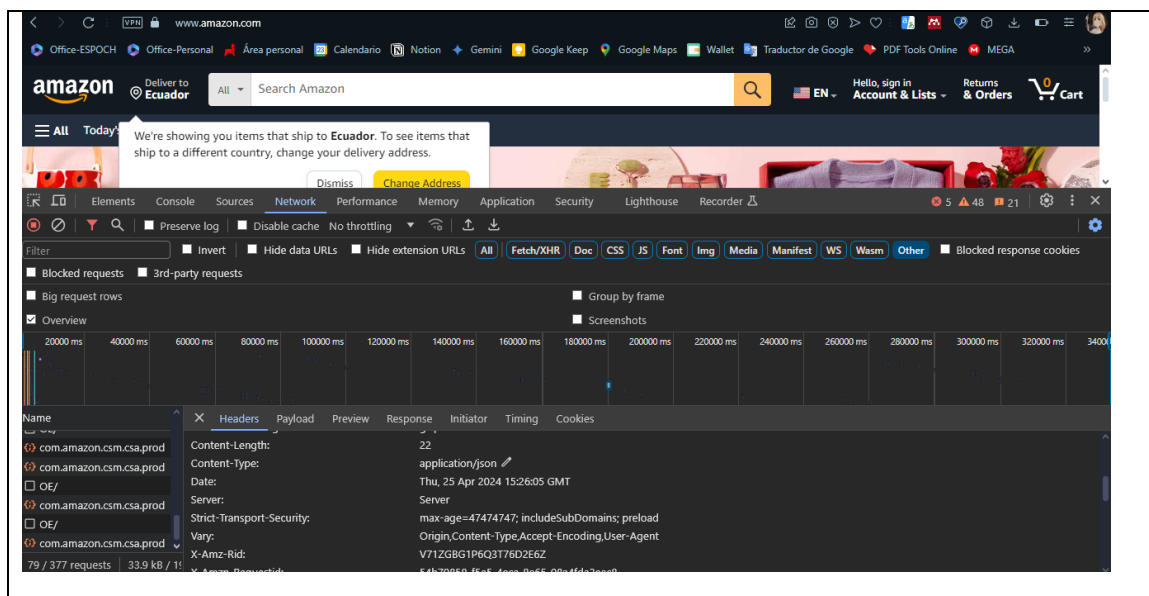 VPN www.amazon.com
Office-ESPOCH Office-Personal Área personal Calendario Notion Gemini Google Keep Google Maps Wallet Traductor de Google PDF Tools Online MEGA »
amazon Deliver to Ecuador All Search Amazon EN Hello, sign in Account & Lists Returns & Orders 0 Cart
All Today's
We're showing you items that ship to Ecuador. To see items that
ship to a different country, change your delivery address.
Dismiss Change Address
Elements Console Sources Network Performance Memory Application Security Lighthouse Recorder 5 48 21
Preserve log Disable cache No throttling
Filter Invert Hide data URLs Hide extension URLs All Fetch/XHR Doc CSS JS Font Img Media Manifest WS Wasm Other Blocked response cookies
Blocked requests 3rd-party requests
Big request rows Group by frame
Overview Screenshots
20000 ms 40000 ms 60000 ms 80000 ms 100000 ms 120000 ms 140000 ms 160000 ms 180000 ms 200000 ms 220000 ms 240000 ms 260000 ms 280000 ms 300000 ms 320000 ms 3400
Name Headers Payload Preview Response Initiator Timing Cookies
com.amazon.csm.csa.prod Content-Length: 22
com.amazon.csm.csa.prod Content-Type: application/json
OE/ Date: Thu, 25 Apr 2024 15:26:05 GMT
com.amazon.csm.csa.prod Server: Server
OE/ Strict-Transport-Security: max-age=47474747; includeSubDomains; preload
com.amazon.csm.csa.prod Vary: Origin,Content-Type,Accept-Encoding,User-Agent
X-Amz-Rid: V71ZGBG1P6Q3T76D2E6Z
79 / 377 requests 33.9 kB / 19